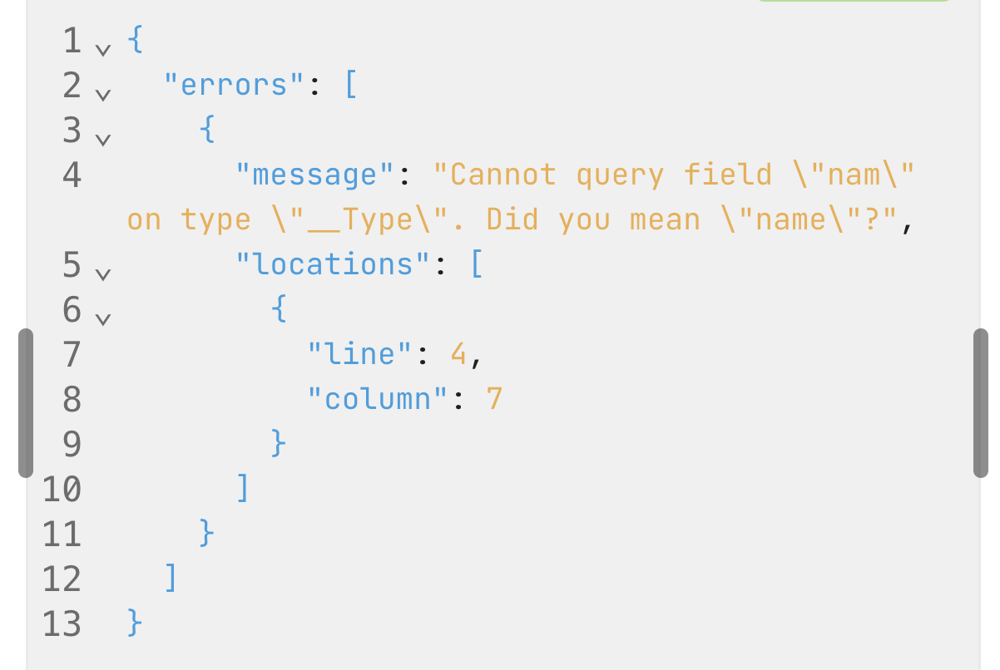 1 {
2 "errors": [
3 {
4 "message": "Cannot query field \"nam\"
on type \"__Type\". Did you mean \"name\"?",
5 "locations": [
6 {
7 "line": 4,
8 "column": 7
9 }
10 ]
11 }
12 ]
13 }